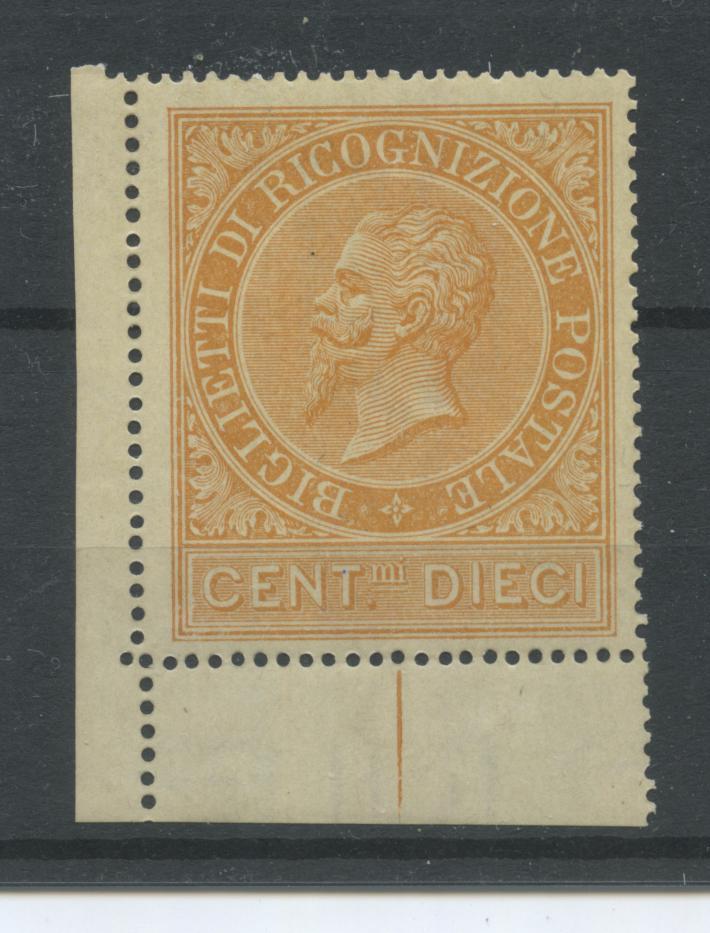 BIGLIETTI DI RICOGNIZIONE POSTALE
CENT.mi DIECI